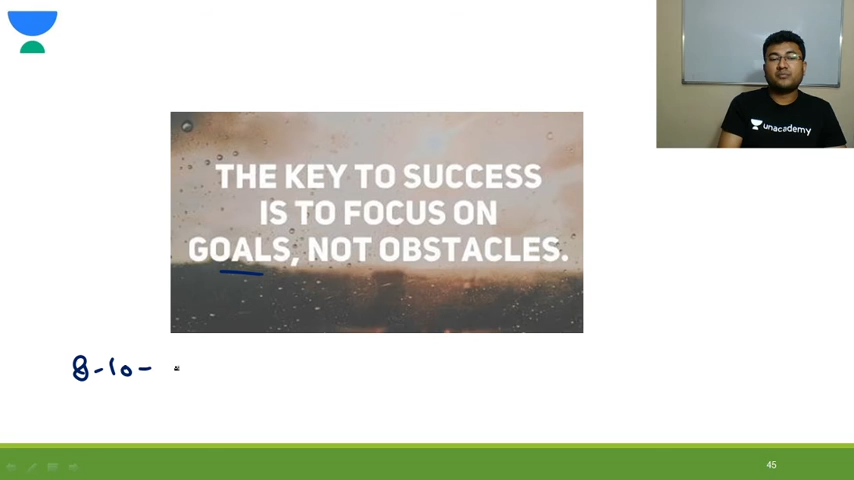 unacademy
THE KEY TO SUCCESS
IS TO FOCUS ON
GOALS, NOT OBSTACLES.
8-10-
45